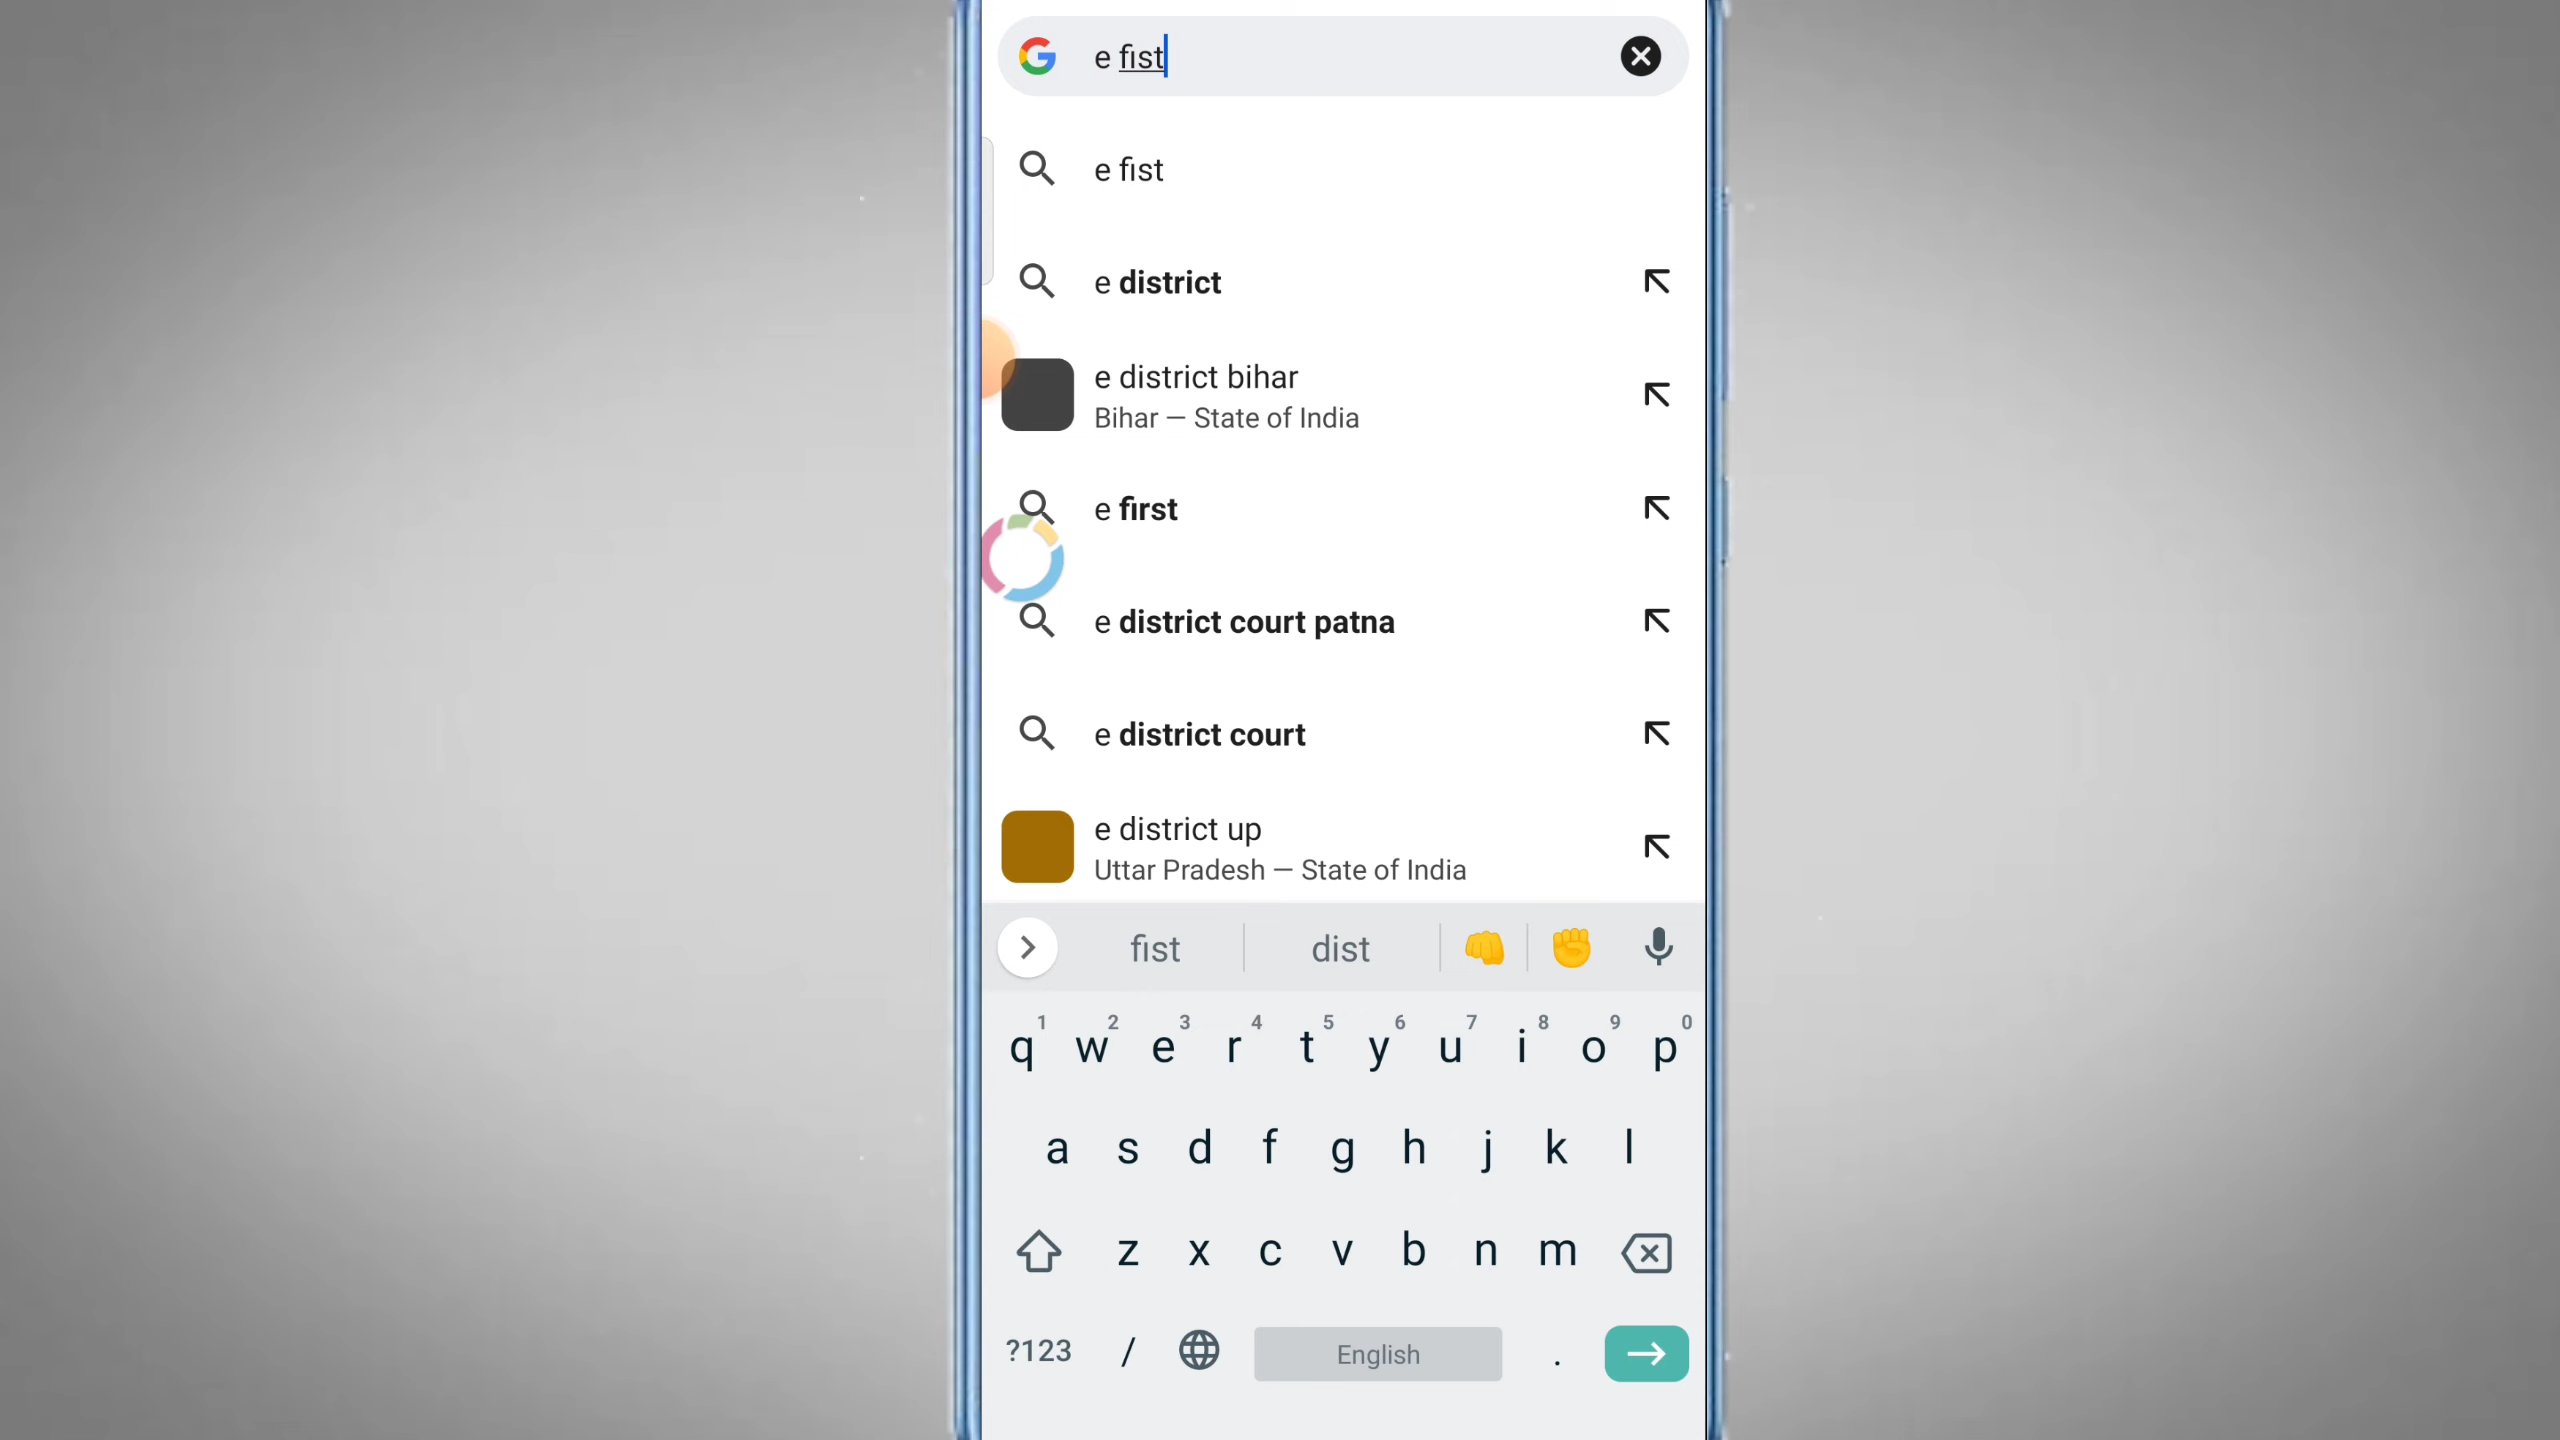 e fist
e fist
e district
e district bihar
Bihar — State of India
e first
e district court patna
e district court
e district up
Uttar Pradesh — State of India
fist dist
1 2 3 4 5 6 7 8 9 0
q w e r t y u i o p
a s d f g h j k l
z x c v b n m
?123 / English .